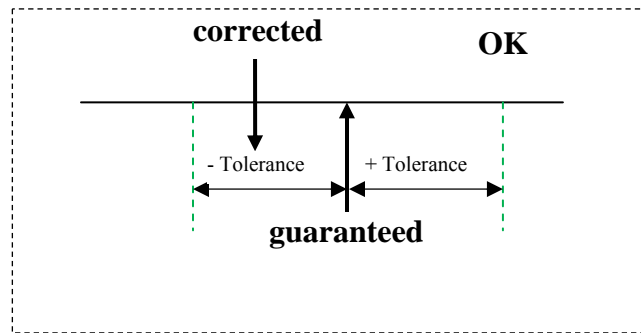 corrected
OK
- Tolerance
+ Tolerance
guaranteed